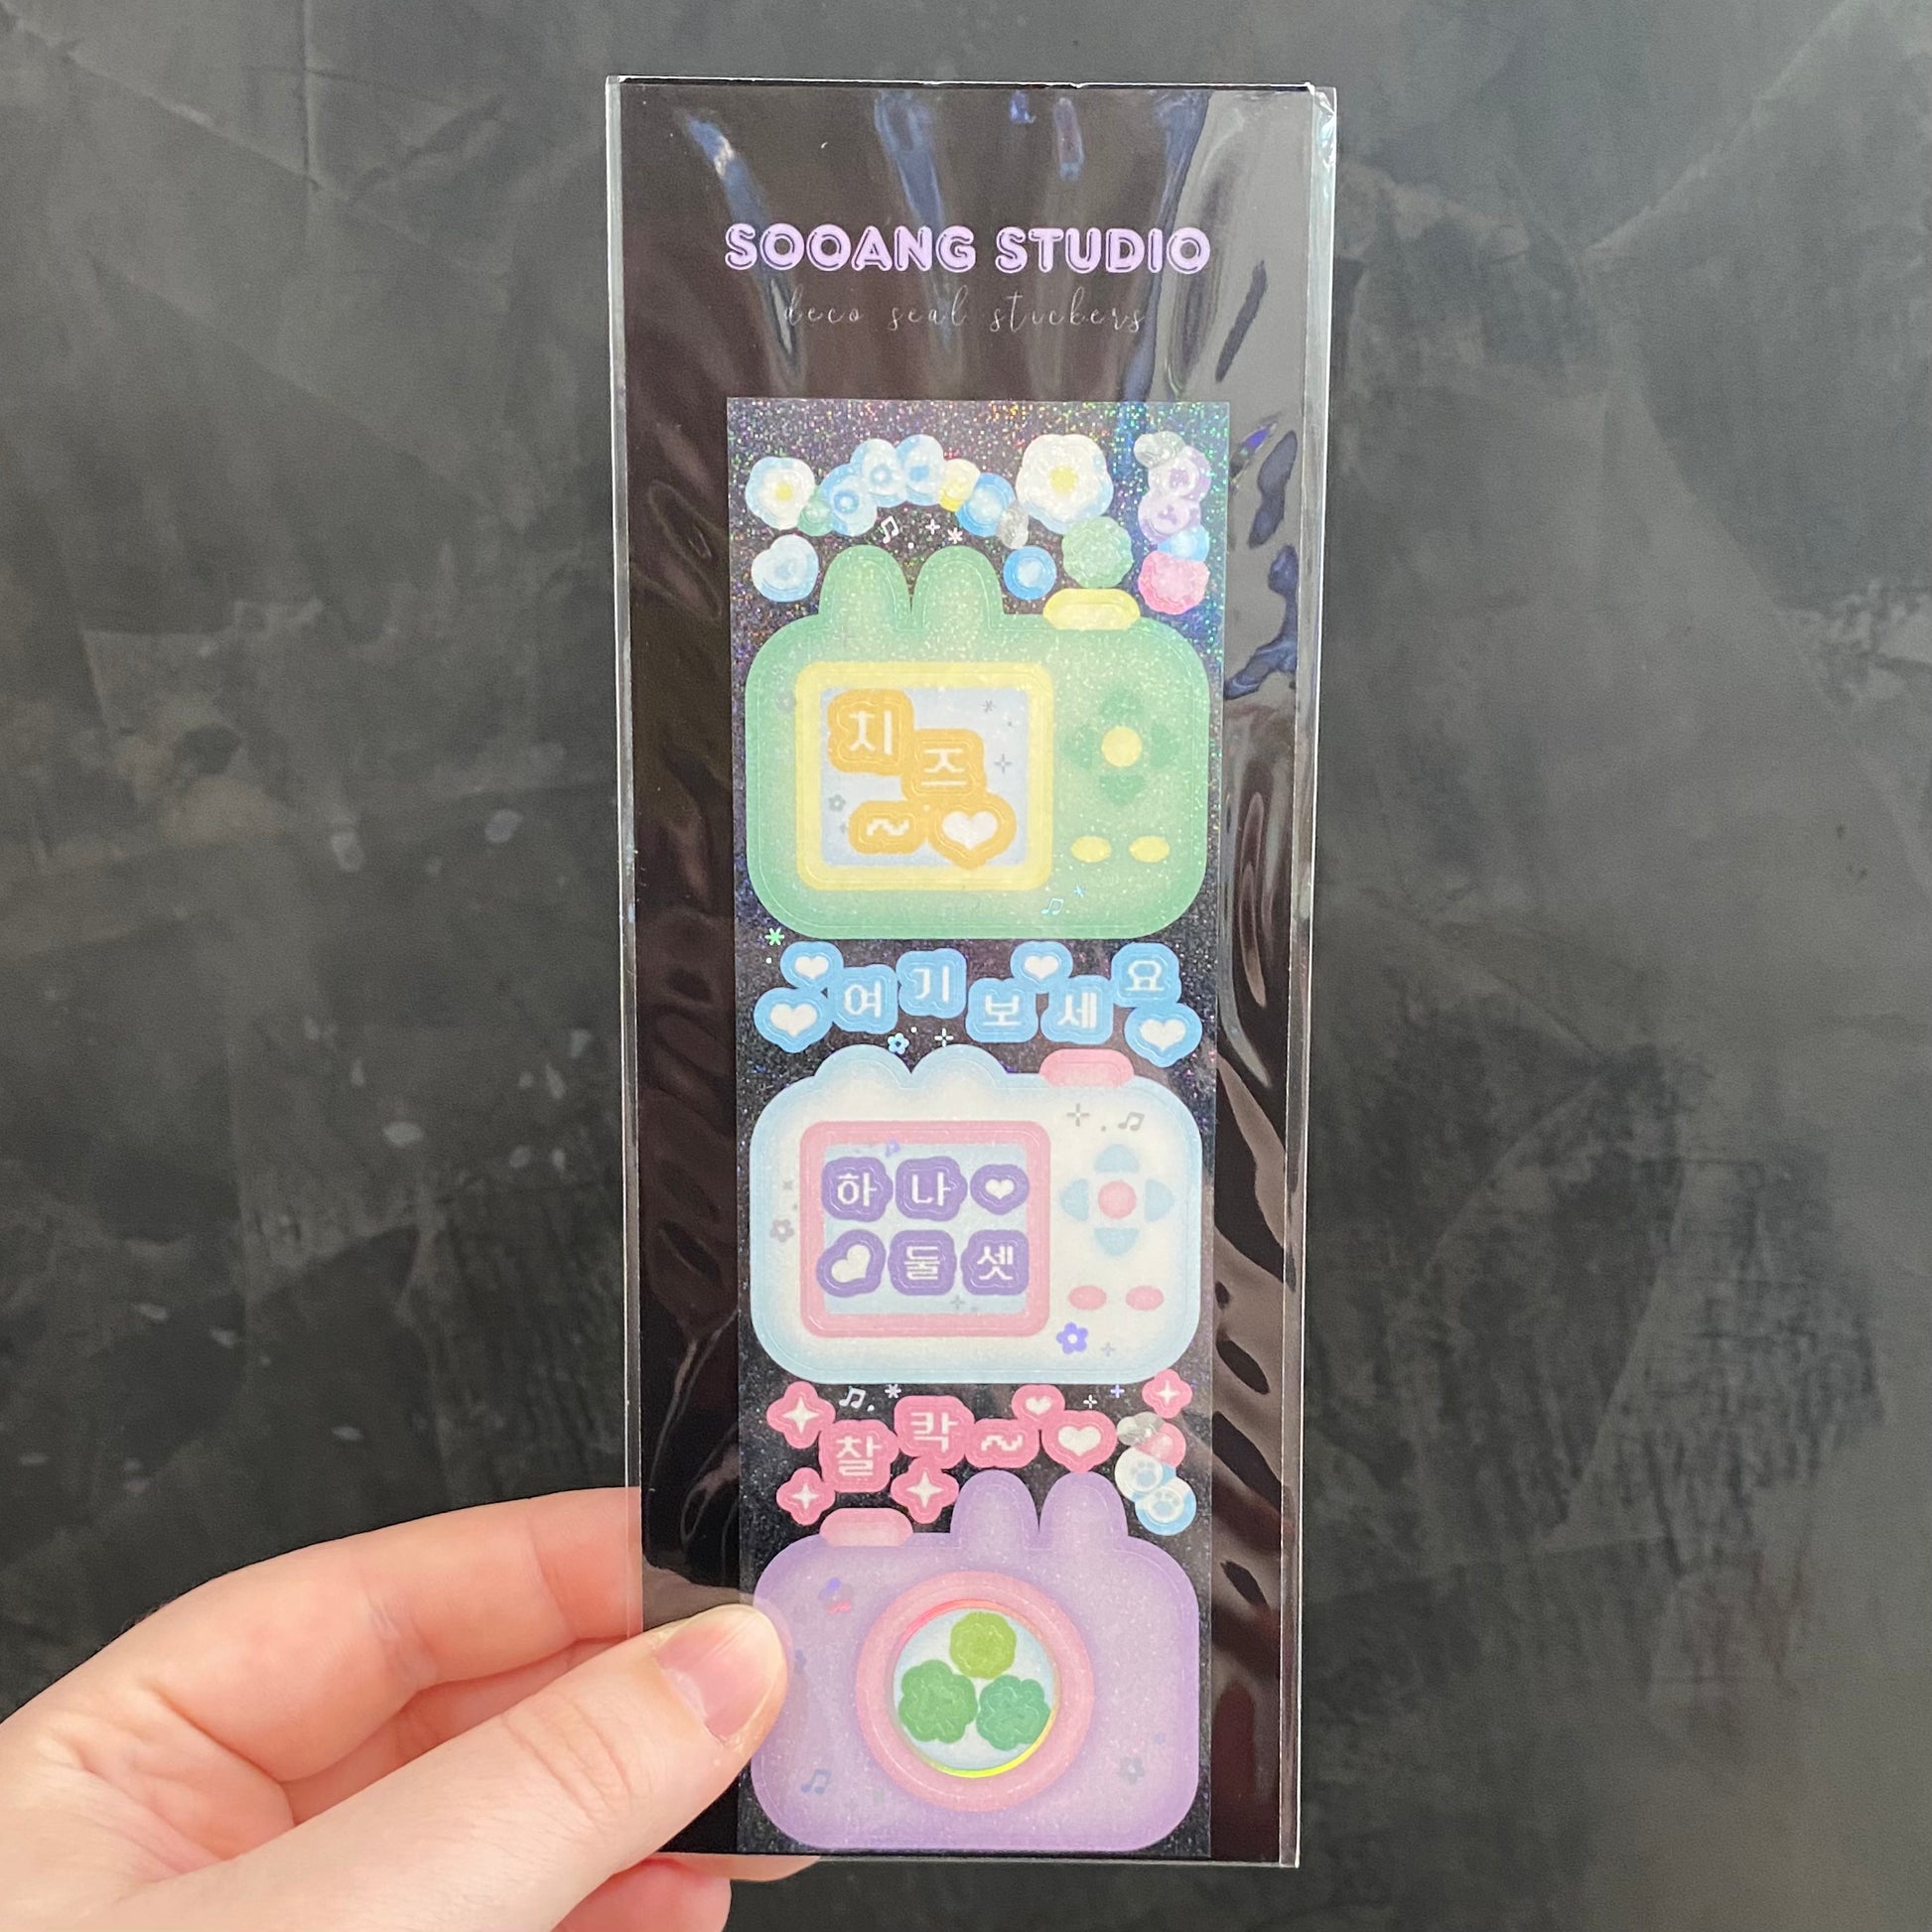 SOOANG STUDIO
deco seal stickers
치
즈
~♡
여기보세요
하나♡
♡둘셋
찰칵~♡